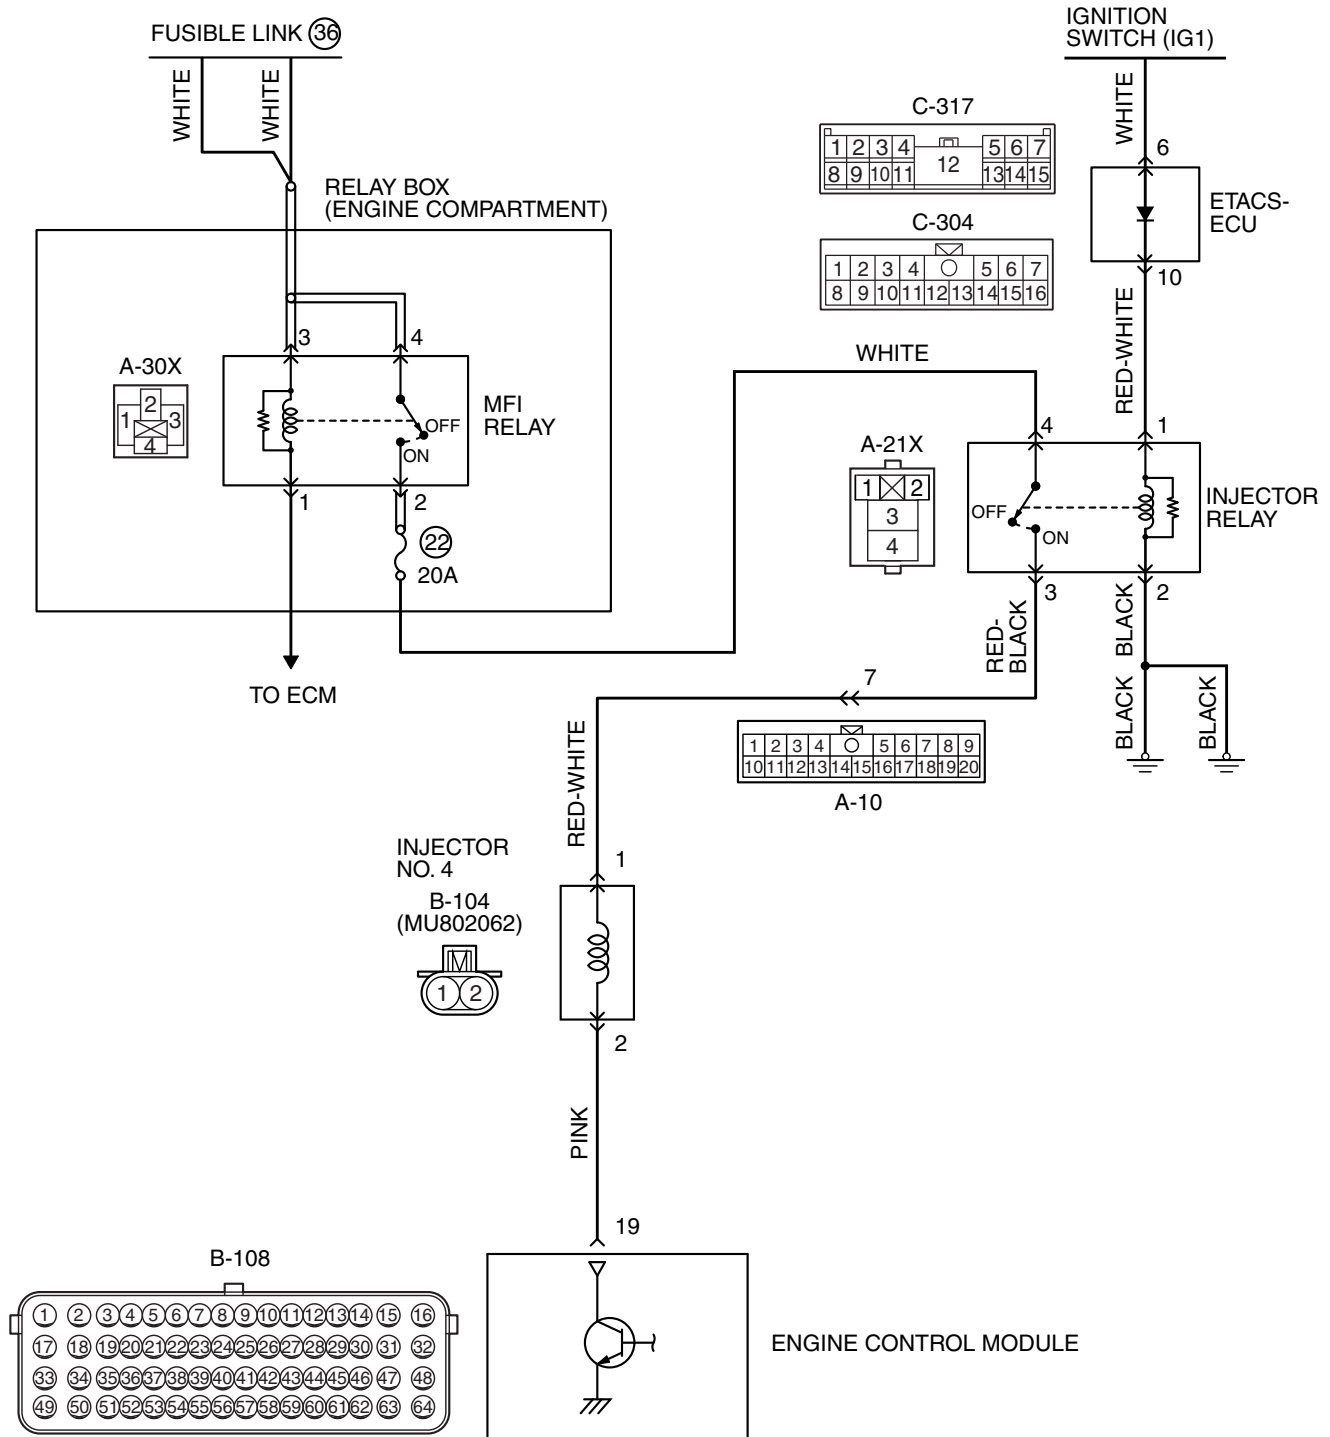 FUSIBLE LINK 36
IGNITION
SWITCH (IG1)
WHITE
WHITE
WHITE
C-317
1 2 3 4 5 6 7
12
8 9 10 11 13 14 15
6
RELAY BOX
(ENGINE COMPARTMENT)
ETACS-
ECU
C-304
1 2 3 4 5 6 7
8 9 10 11 12 13 14 15 16
10
RED-WHITE
3
4
WHITE
A-30X
2
1 3
4
OFF
ON
MFI
RELAY
4
1
A-21X
1 2
3
4
OFF
ON
INJECTOR
RELAY
1
2
22
20A
3
2
RED-
BLACK
BLACK
TO ECM
7
BLACK
BLACK
RED-WHITE
1 2 3 4 5 6 7 8 9
10 11 12 13 14 15 16 17 18 19 20
A-10
INJECTOR
NO. 4
1
B-104
(MU802062)
1 2
2
PINK
19
B-108
1 2 3 4 5 6 7 8 9 10 11 12 13 14 15 16
17 18 19 20 21 22 23 24 25 26 27 28 29 30 31 32
33 34 35 36 37 38 39 40 41 42 43 44 45 46 47 48
49 50 51 52 53 54 55 56 57 58 59 60 61 62 63 64
ENGINE CONTROL MODULE